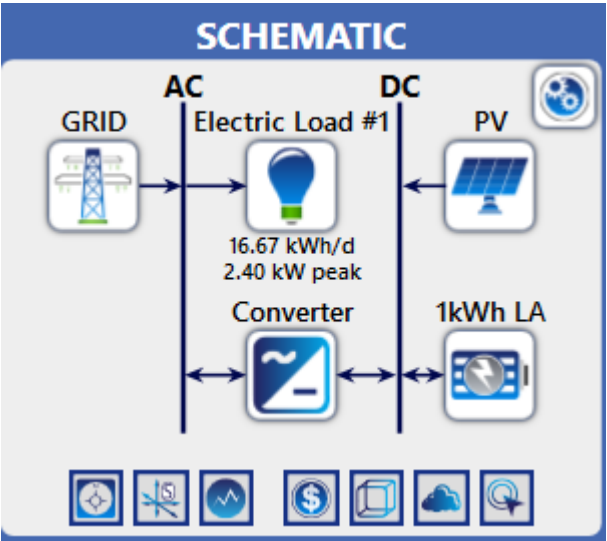 SCHEMATIC
AC
DC
GRID
Electric Load #1
PV
16.67 kWh/d
2.40 kW peak
Converter
1kWh LA
S
$